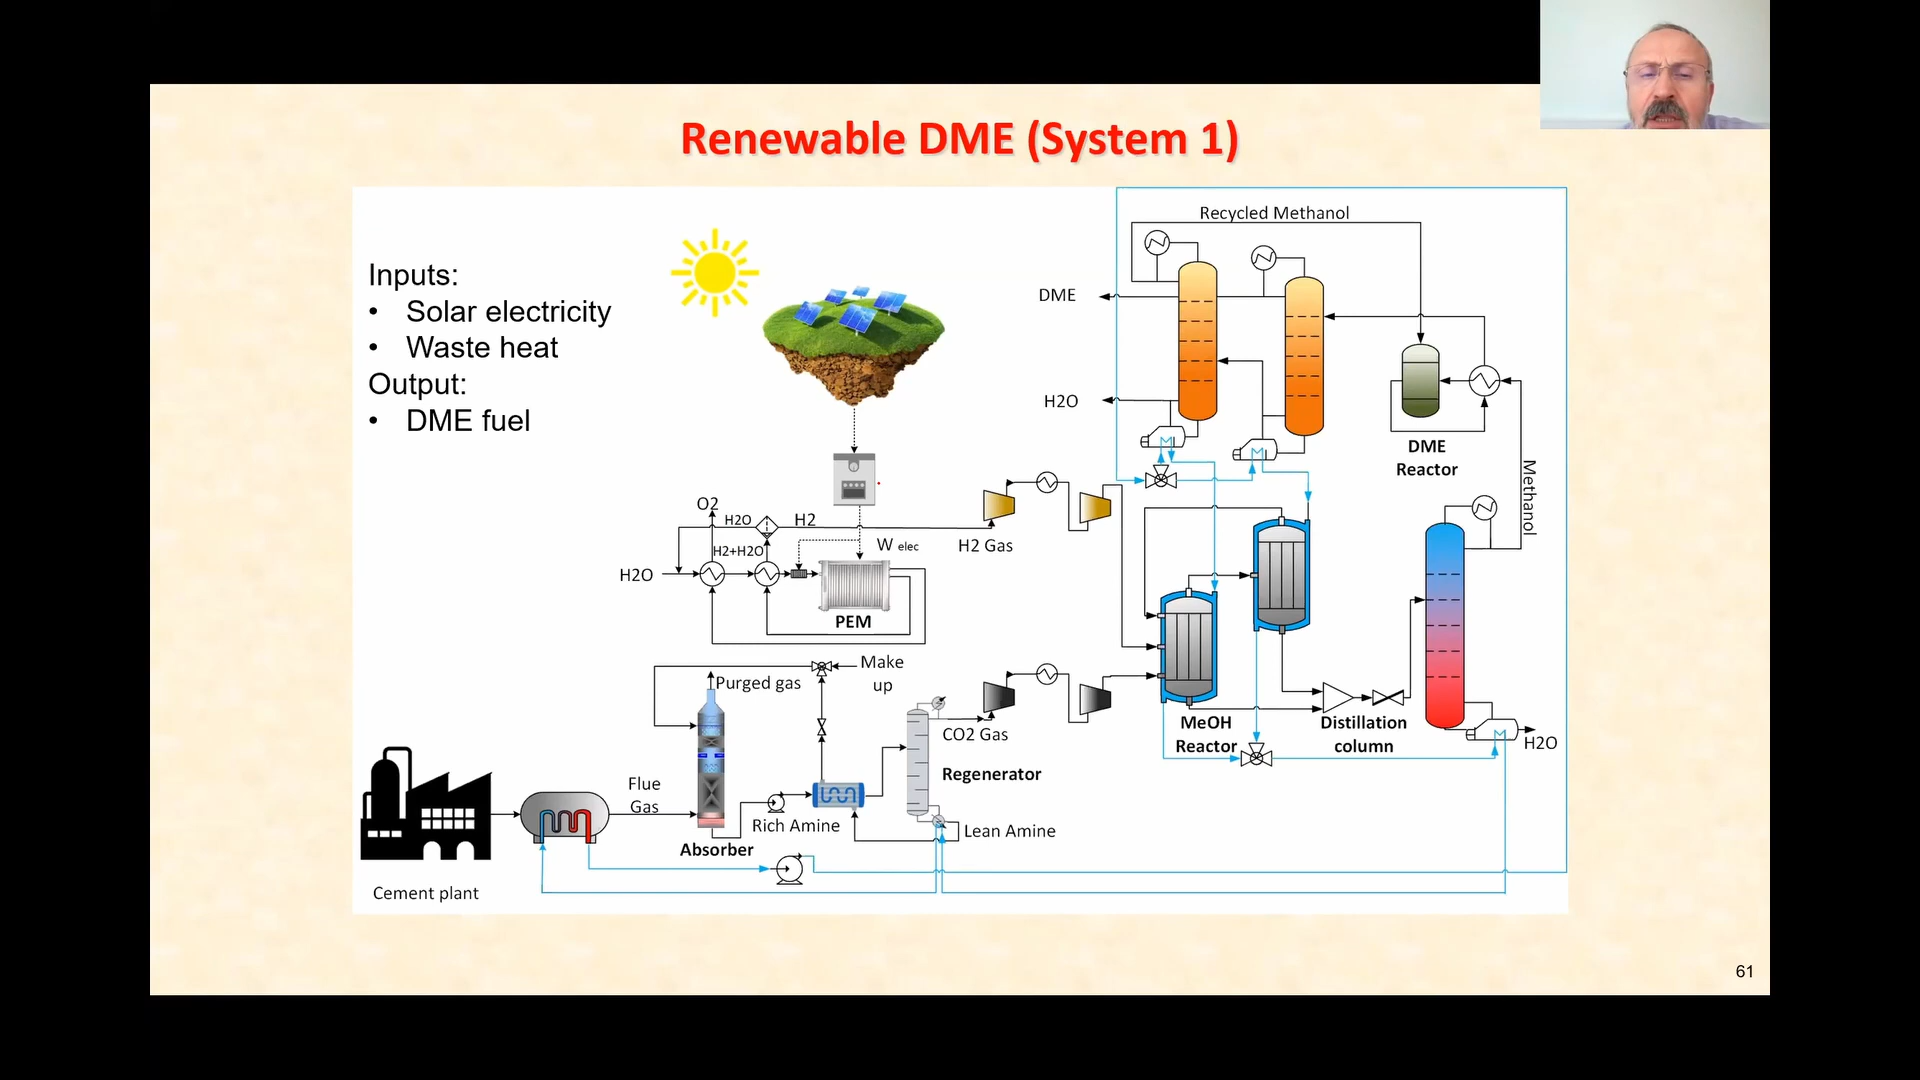 Renewable DME (System 1)
Inputs:
• Solar electricity
• Waste heat
Output:
• DME fuel
Recycled Methanol
DME
H2O
DME
Reactor
Methanol
O2
H2O
H2
H2+H2O
W elec
H2 Gas
H2O
PEM
Make
up
Purged gas
CO2 Gas
MeOH
Reactor
Distillation
column
H2O
Regenerator
Flue
Gas
Rich Amine
Lean Amine
Absorber
Cement plant
61